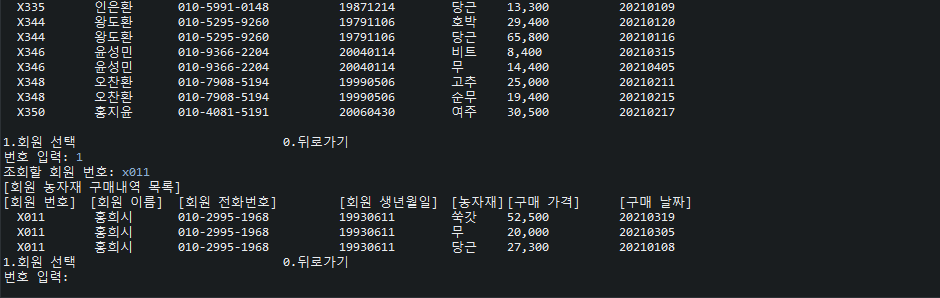 X335 인은환 010-5991-0148 19871214 당근 13,300 20210109
X344 왕도환 010-5295-9260 19791106 호박 29,400 20210120
X344 왕도환 010-5295-9260 19791106 당근 65,800 20210116
X346 윤성민 010-9366-2204 20040114 비트 8,400 20210315
X346 윤성민 010-9366-2204 20040114 무 14,400 20210405
X348 오찬환 010-7908-5194 19990506 고추 25,000 20210211
X348 오찬환 010-7908-5194 19990506 순무 19,400 20210215
X350 홍지윤 010-4081-5191 20060430 여주 30,500 20210217
1.회원 선택 0.뒤로가기
번호 입력: 1
조회할 회원 번호: x011
[회원 농자재 구매내역 목록]
[회원 번호] [회원 이름] [회원 전화번호] [회원 생년월일] [농자재][구매 가격] [구매 날짜]
X011 홍희시 010-2995-1968 19930611 쑥갓 52,500 20210319
X011 홍희시 010-2995-1968 19930611 무 20,000 20210305
X011 홍희시 010-2995-1968 19930611 당근 27,300 20210108
1.회원 선택 0.뒤로가기
번호 입력: